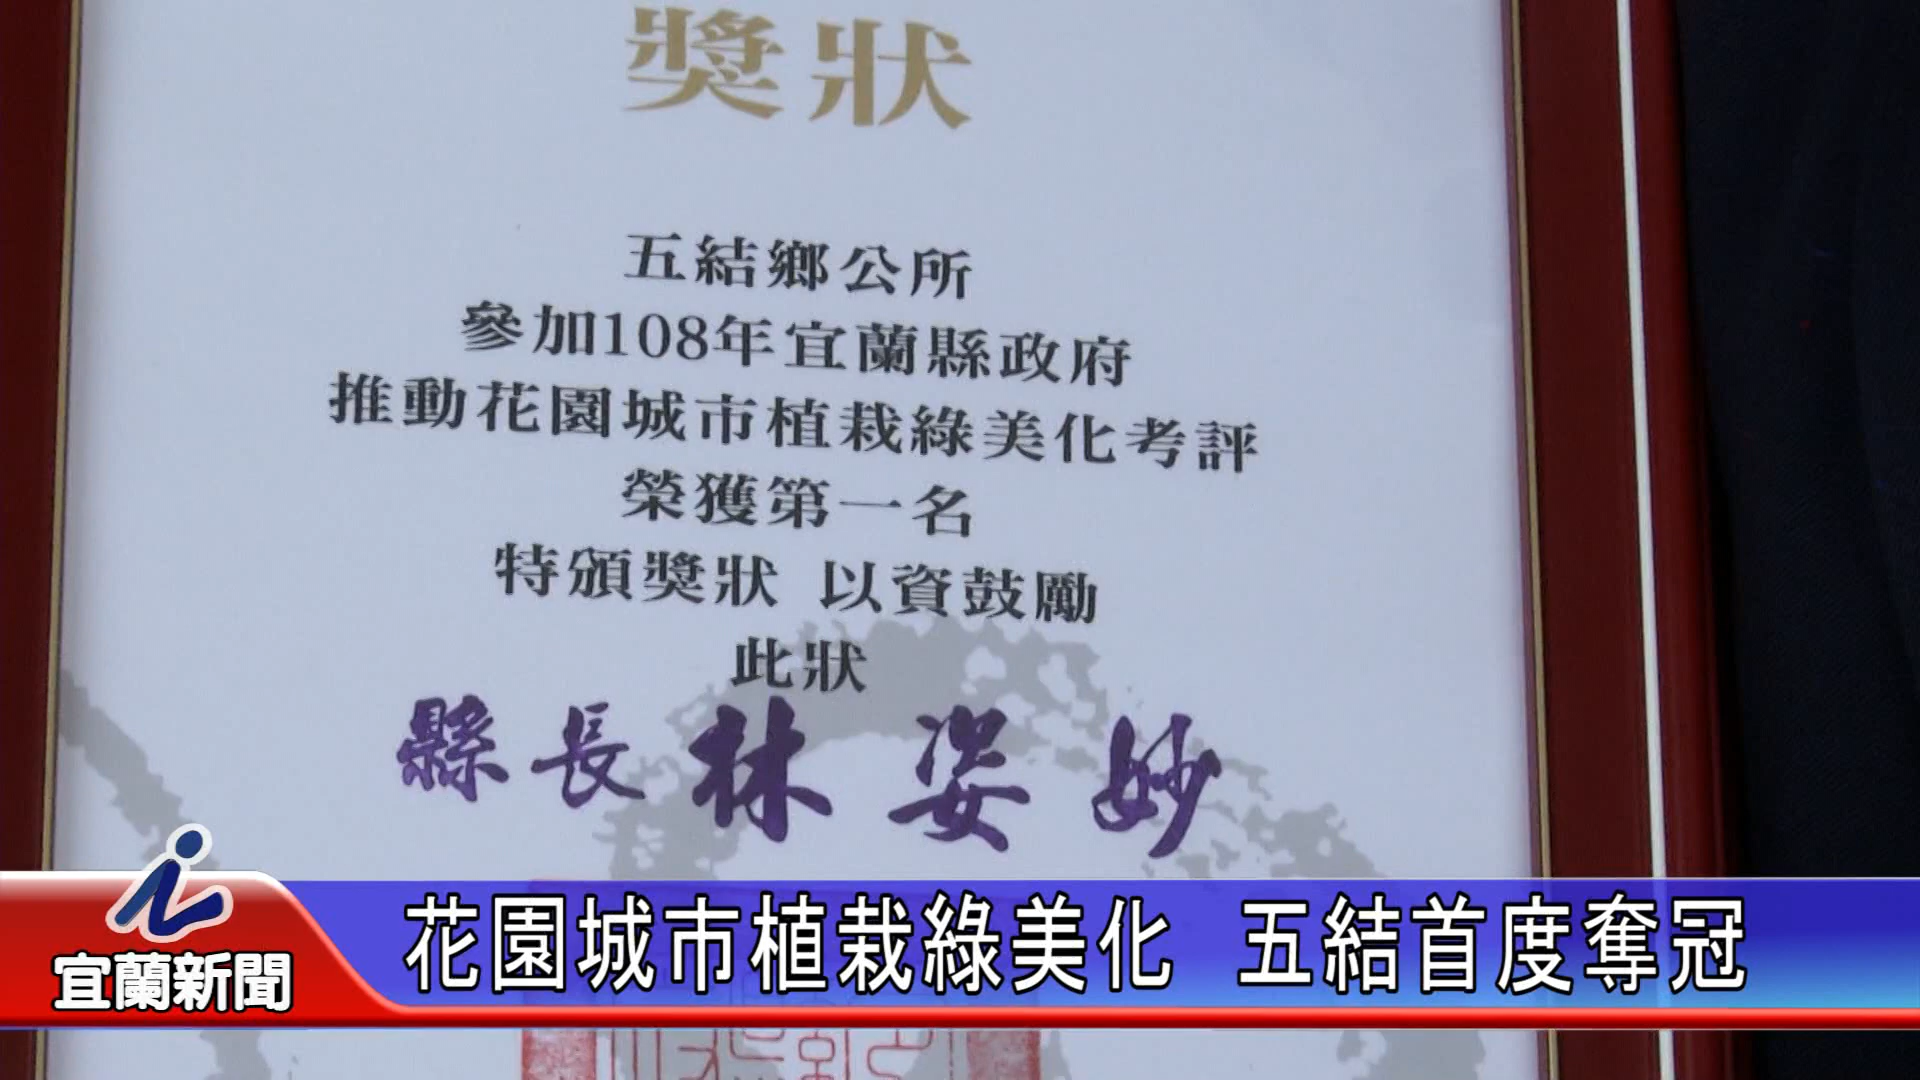 獎狀
五結鄉公所
參加108年宜蘭縣政府
推動花園城市植栽綠美化考評
榮獲第一名
特頒獎狀 以資鼓勵
此狀
縣長 林姿妙
花園城市植栽綠美化 五結首度奪冠
宜蘭新聞